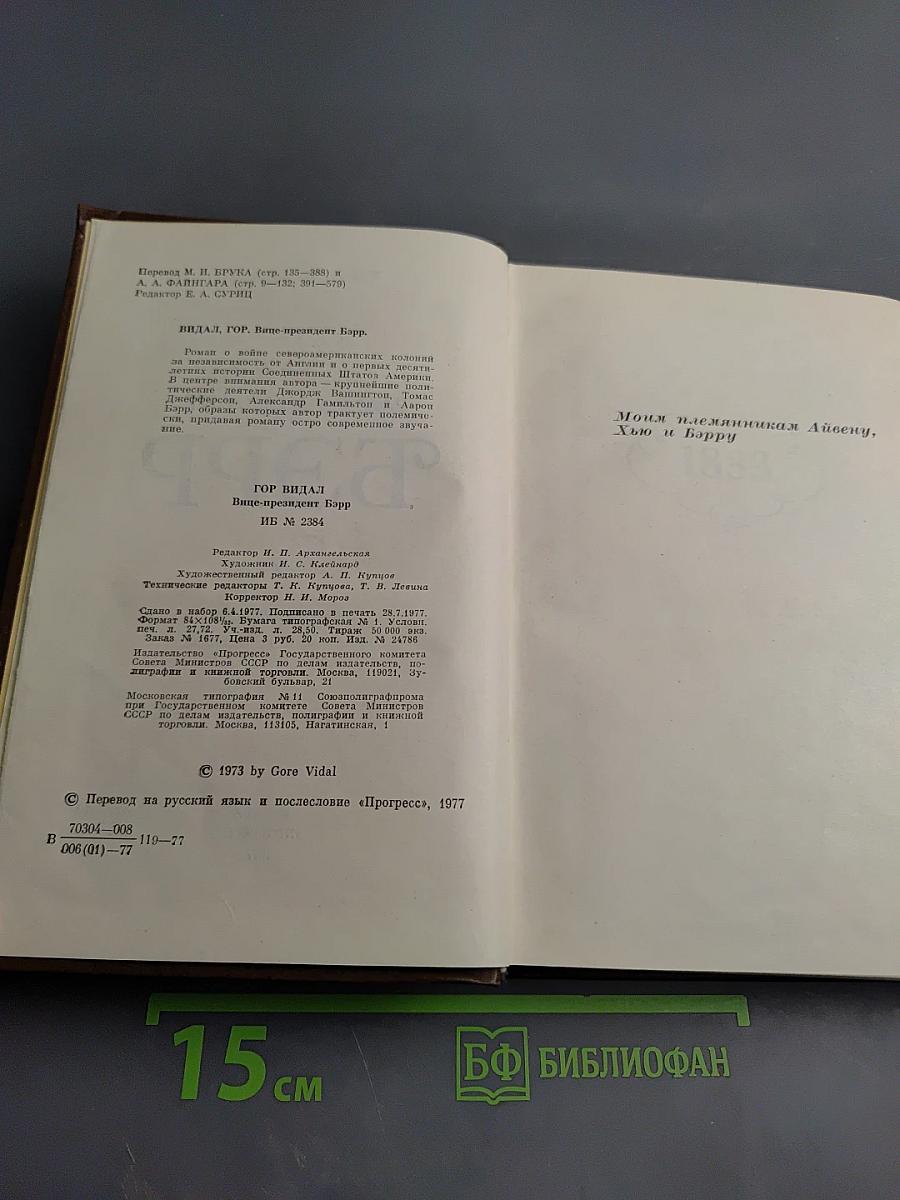 Перевод М. И. БРУКА (стр. 135—388) и
А. А. ФАЙНГАРА (стр. 9—132; 391—579)
Редактор Е. А. СУРИЦ
ВИДАЛ, ГОР. Вице-президент Бэрр.
Роман о войне североамериканских колоний
за независимость от Англии и о первых десяти-
летиях истории Соединенных Штатов Америки.
В центре внимания автора — крупнейшие поли-
тические деятели Джордж Вашингтон, Томас
Джефферсон, Александр Гамильтон и Аарон
Бэрр, образы которых автор трактует полемиче-
ски, придавая роману остро современное звуча-
ние.
ГОР ВИДАЛ
Вице-президент Бэрр
ИБ № 2384
Редактор И. П. Архангельская
Художник И. С. Клейнард
Художественный редактор А. П. Купцов
Технические редакторы Т. К. Купцова, Т. В. Левина
Корректор Н. И. Мороз
Сдано в набор 6.4.1977. Подписано в печать 28.7.1977.
Формат 84×108¹/₃₂. Бумага типографская № 1. Условн.
печ. л. 27,72. Уч.-изд. л. 28,50. Тираж 50 000 экз.
Заказ № 1677, Цена 3 руб. 20 коп. Изд. № 24786
Издательство «Прогресс» Государственного комитета
Совета Министров СССР по делам издательств, по-
лиграфии и книжной торговли. Москва, 119021, Зу-
бовский бульвар, 21
Московская типография № 11 Союзполиграфпрома
при Государственном комитете Совета Министров
СССР по делам издательств, полиграфии и книжной
торговли. Москва, 113105, Нагатинская, 1
© 1973 by Gore Vidal
© Перевод на русский язык и послесловие «Прогресс», 1977
70304—008
В 119—77
006(01)—77
Моим племянникам Айвену,
Хью и Бэрру
15 см
БФ БИБЛИОФАН